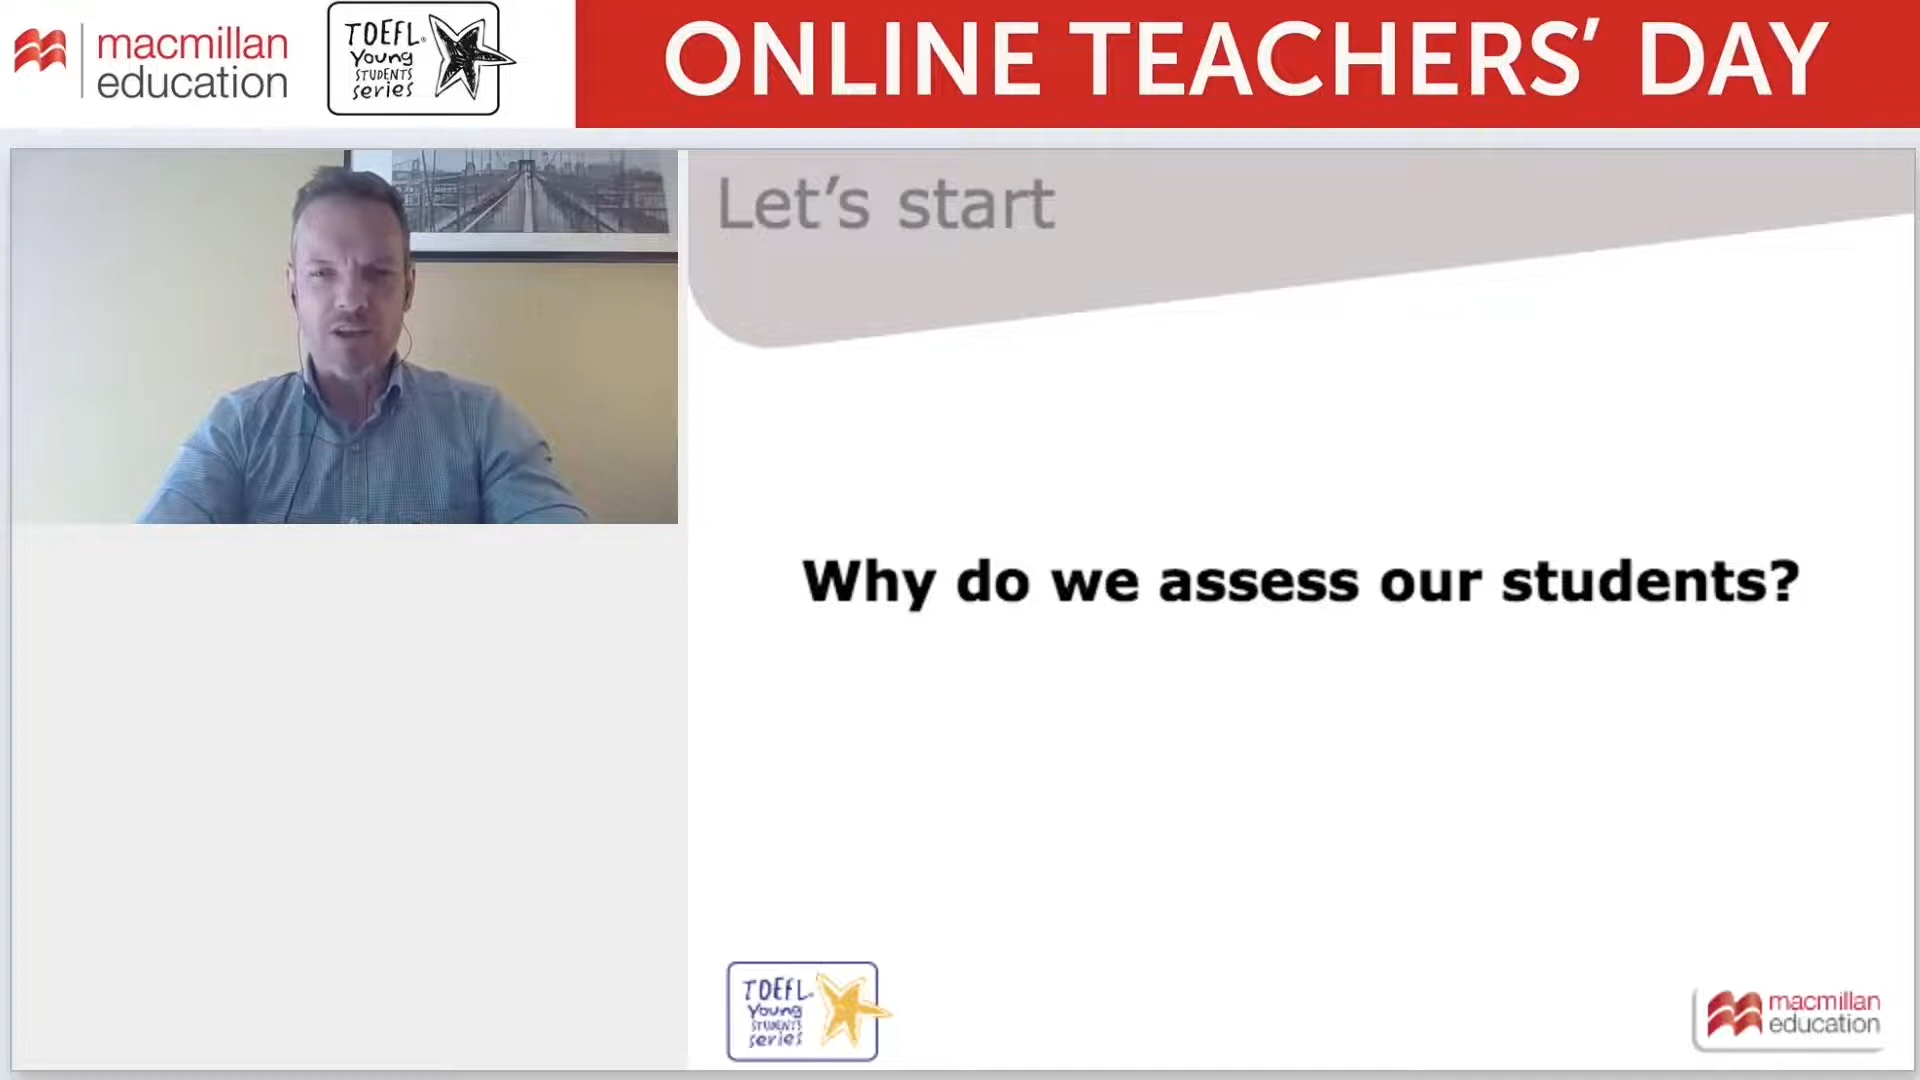 macmillan
education
TOEFL®
Young
STUDENTS
series
ONLINE TEACHERS’ DAY
Let’s start
Why do we assess our students?
TOEFL
Young
STUDENTS
series
macmillan
education